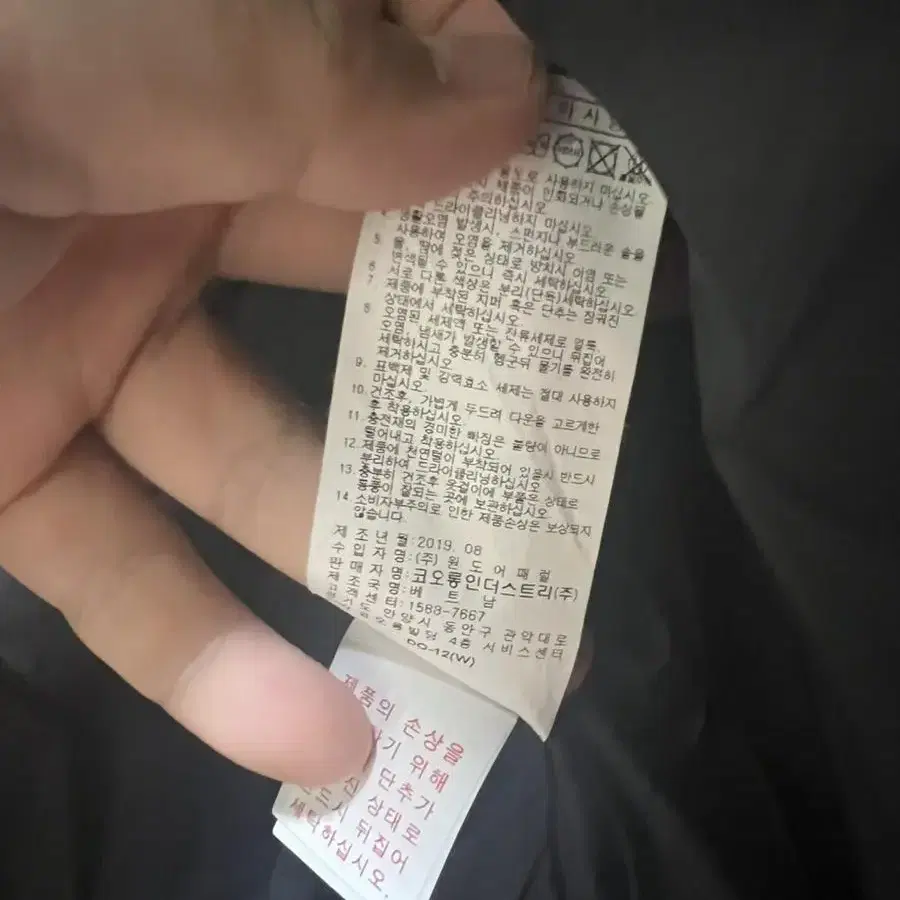 도로 사용하지 마십시오
제품이 인화되거나 손상될
주의하십시오
드라이클리닝하지 마십시오
5. 오염 발생시, 스펀지나 부드러운 솔을
사용하여 오염을 제거하십시오
물, 땀에 젖은 상태로 방치시 이염 또는
변색될 수 있으니 즉시 세탁하십시오
6. 서로 다른 색상은 분리(단독)세탁하십시오
7. 제품에 부착된 지퍼 혹은 단추는 잠궈진
상태에서 세탁하십시오.
8. 오염된 세제액 또는 잔류세제로 얼룩,
오염, 냄새가 발생할 수 있으니 뒤집어
세탁하시고 충분히 헹군뒤 물기를 완전히
제거하십시오
9. 표백제 및 강력효소 세제는 절대 사용하지
마십시오.
10. 건조후, 가볍게 두드려 다운을 고르게한
후 착용하십시오.
11. 충전재의 경미한 빠짐은 불량이 아니므로
털어내고 착용하십시오
12. 제품에 천연털이 부착되어 있을시 반드시
분리하여 드라이클리닝하십시오
13. 충분히 건조후 옷걸이에 부풀은 상태로
통풍이 잘되는 곳에 보관하십시오
14. 소비자부주의로 인한 제품손상은 보상되지
않습니다.
제조년월:2019. 08
수입자명:(주) 원도어패럴
판매자명:코오롱인더스트리(주)
제조국명:베트남
고객센터:1588-7667
안양시 동안구 관악대로
빌딩 4층 서비스센터
DO-12(W)
제품의 손상을
하기 위해
단추가
상태로
뒤집어
세탁하십시오.